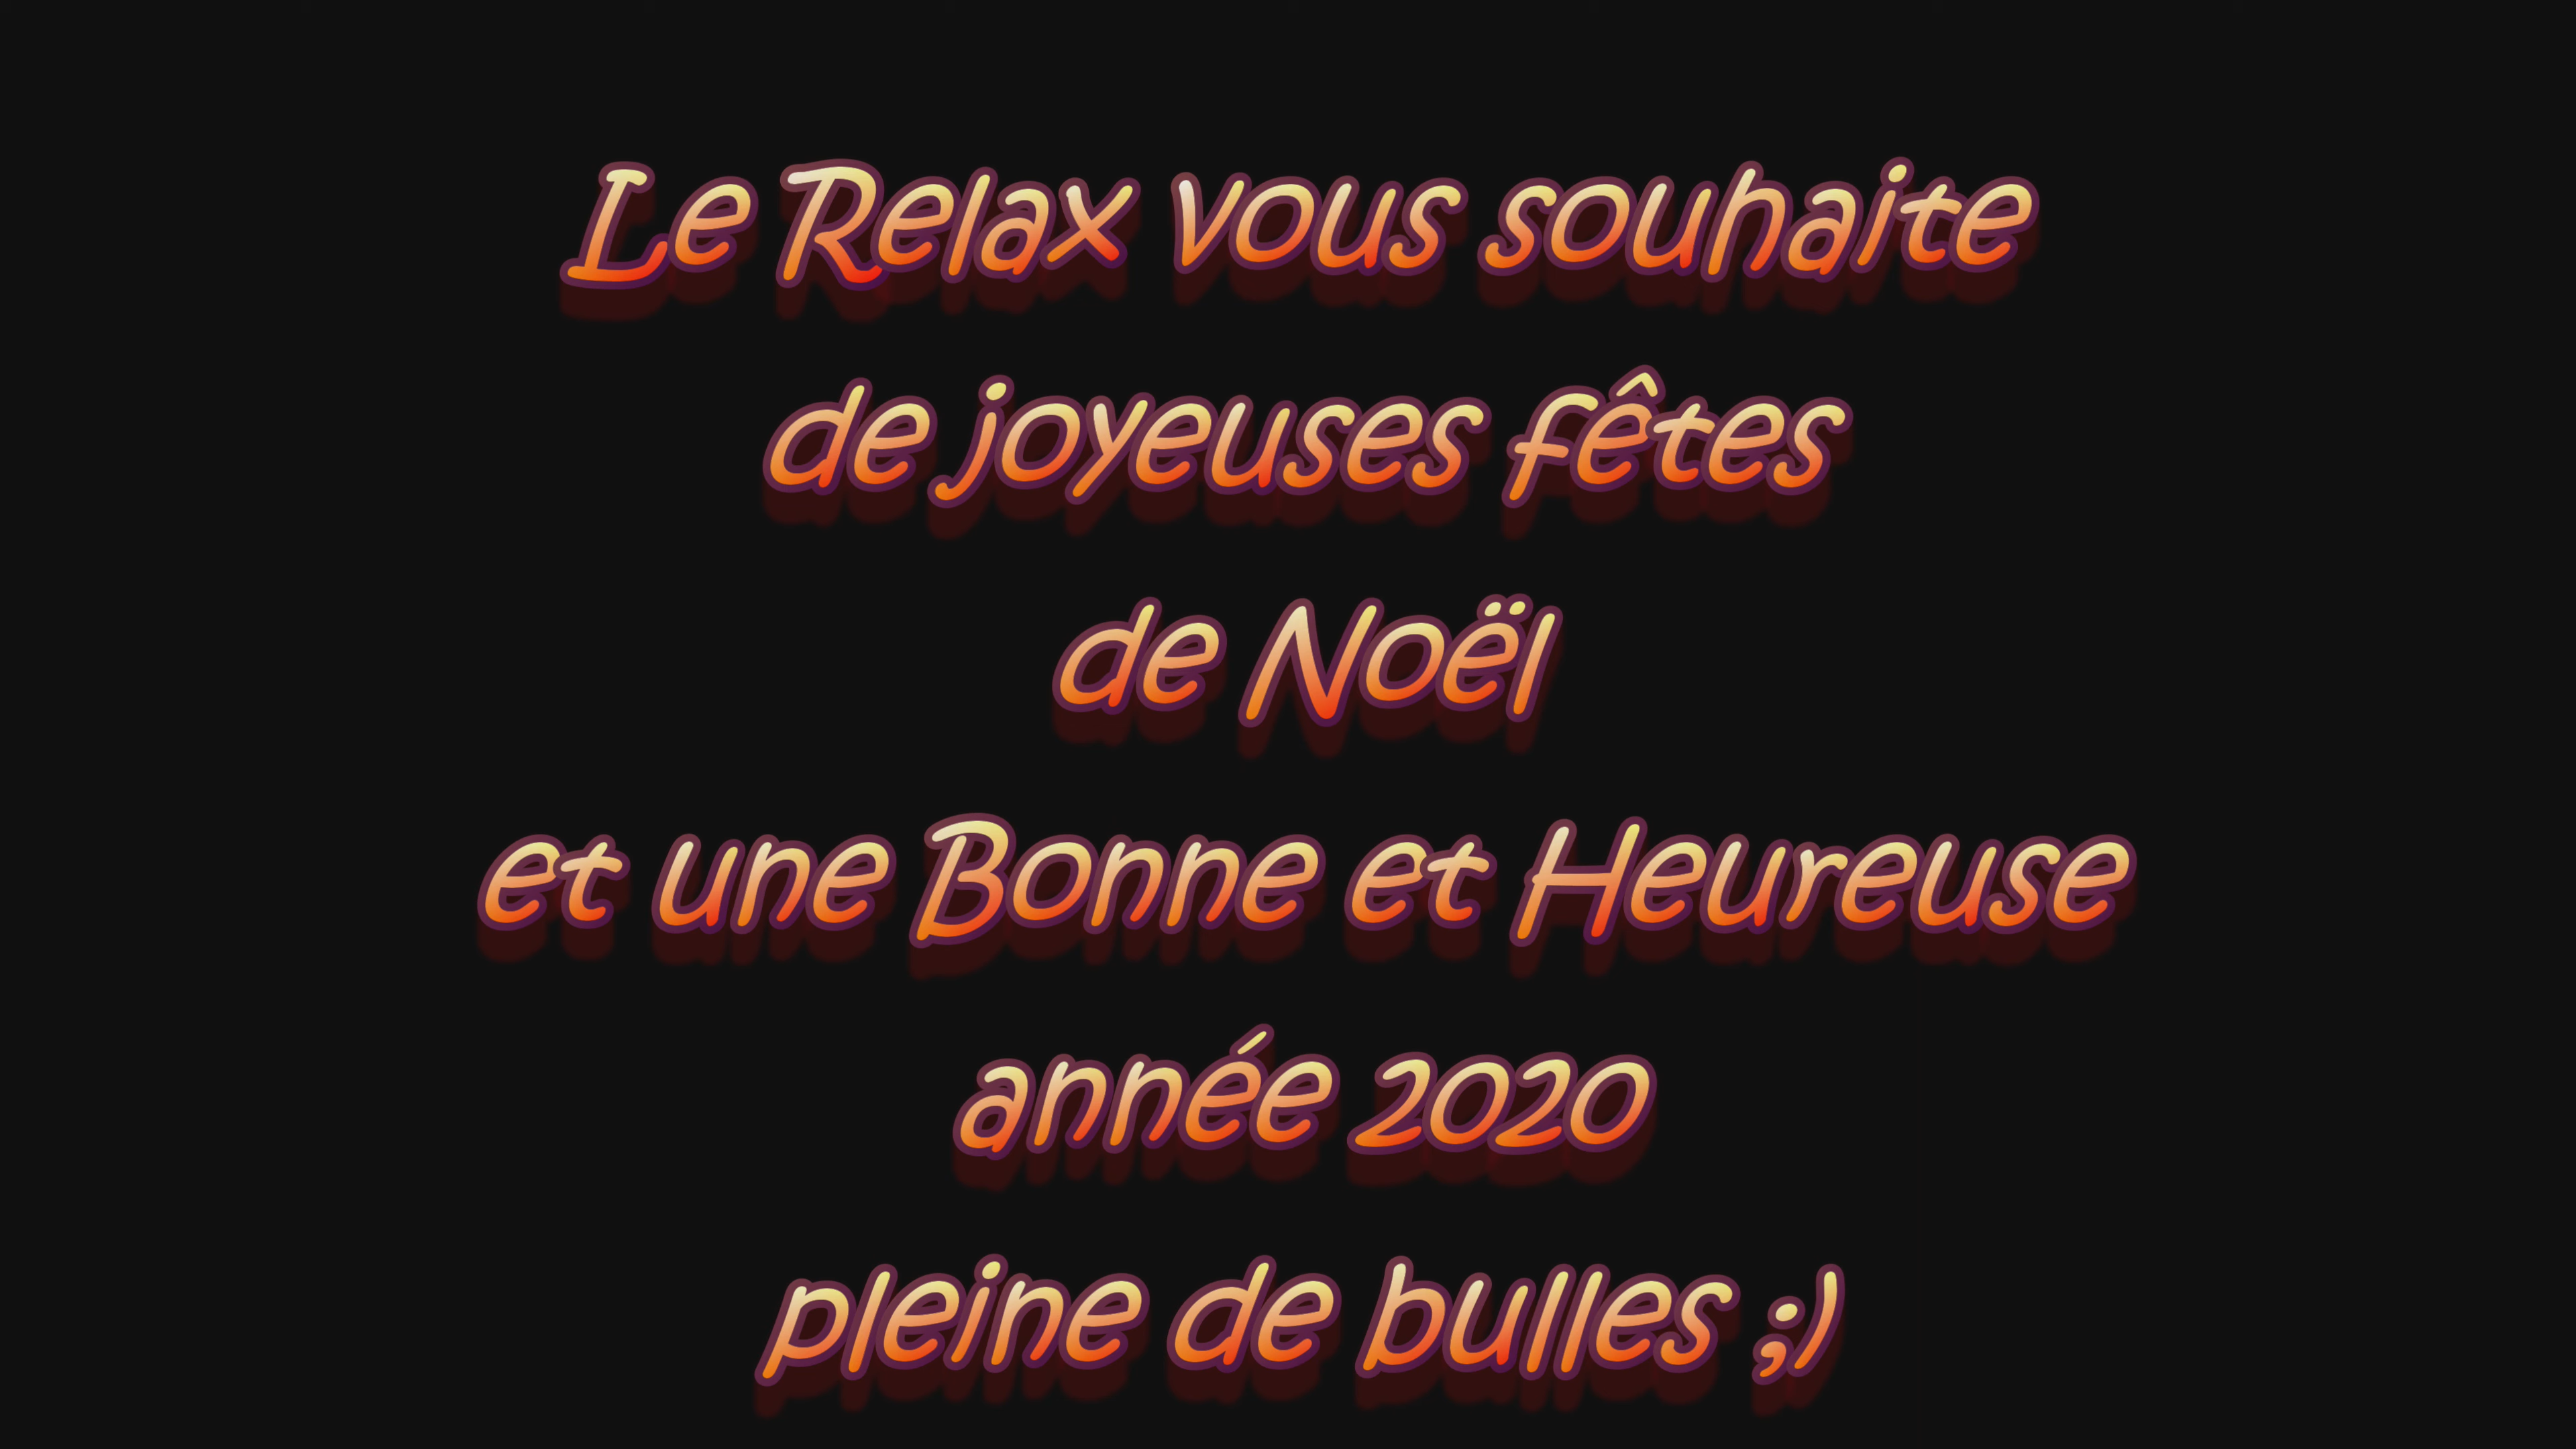 Le Relax vous souhaite
de joyeuses fêtes
de Noël
et une Bonne et Heureuse
année 2020
pleine de bulles ;)